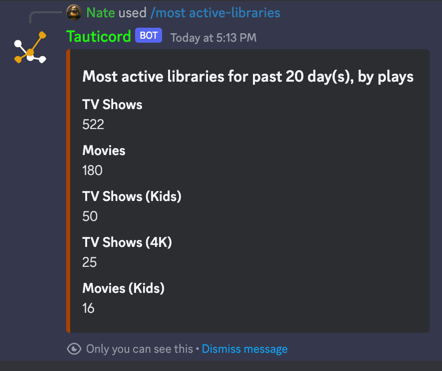 Nate used /most active-libraries
Tauticord BOT Today at 5:13 PM
Most active libraries for past 20 day(s), by plays
TV Shows
522
Movies
180
TV Shows (Kids)
50
TV Shows (4K)
25
Movies (Kids)
16
Only you can see this • Dismiss message